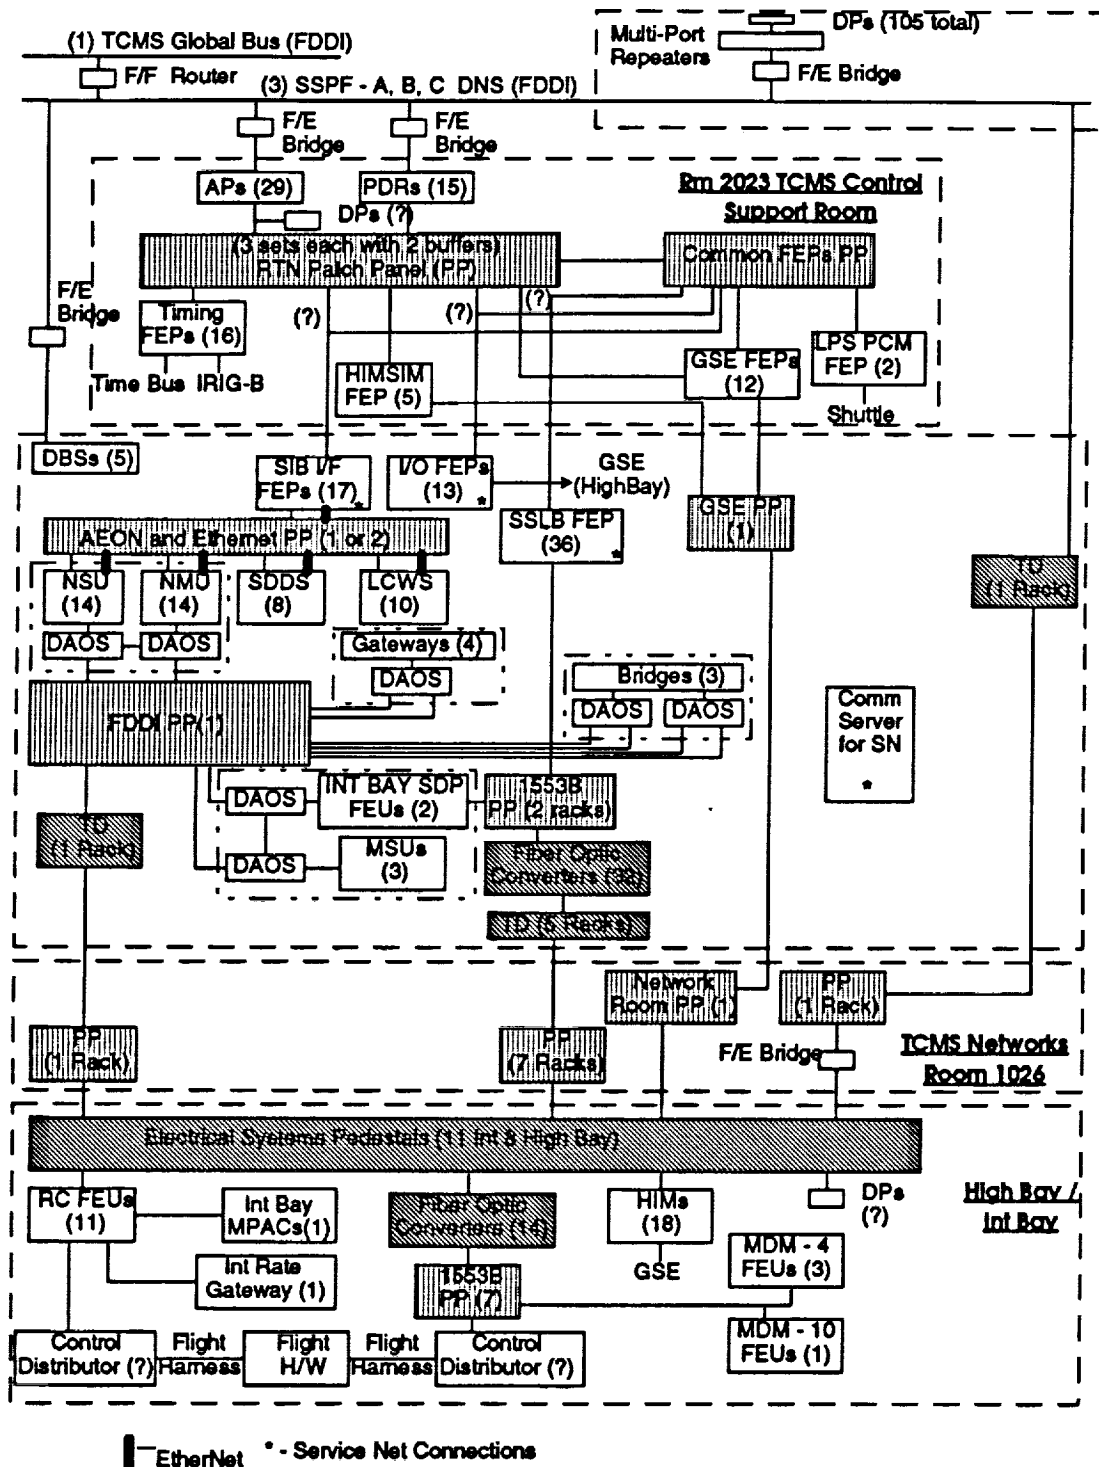 (1) TCMS Global Bus (FDDI)
F/F Router
(3) SSPF - A, B, C DNS (FDDI)
Multi-Port
Repeaters
DPs (105 total)
F/E Bridge
F/E
Bridge
F/E
Bridge
APs (29)
PDRs (15)
DPs (?)
Rm 2023 TCMS Control
Support Room
(3 sets each with 2 buffers)
RTN Patch Panel (PP)
Common FEPs PP
F/E
Bridge
Timing
FEPs (16)
(?)
(?)
(?)
Time Bus IRIG-B
HIMSIM
FEP (5)
GSE FEPs
(12)
LPS PCM
FEP (2)
Shuttle
DBSs (5)
SIB I/F
FEPs (17)
*
I/O FEPs
(13)
*
GSE
(HighBay)
SSLB FEP
(36)
*
GSE PP
(1)
AEON and Ethernet PP (1 or 2)
NSU
(14)
NMU
(14)
SDDS
(8)
LCWS
(10)
TD
(1 Rack)
DAOS
DAOS
Gateways (4)
DAOS
Bridges (3)
DAOS
DAOS
FDDI PP(1)
Comm
Server
for SN
*
TD
(1 Rack)
DAOS
INT BAY SDP
FEUs (2)
1553B
PP (2 racks)
DAOS
MSUs
(3)
Fiber Optic
Converters (32)
TD (5 Racks)
PP
(1 Rack)
PP
(7 Racks)
Network
Room PP (1)
PP
(1 Rack)
F/E Bridge
TCMS Networks
Room 1026
Electrical Systems Pedestals (11 Int & High Bay)
RC FEUs
(11)
Int Bay
MPACs(1)
Int Rate
Gateway (1)
Fiber Optic
Converters (14)
1553B
PP (7)
HIMs
(18)
GSE
DPs
(?)
High Bay /
Int Bay
MDM - 4
FEUs (3)
MDM - 10
FEUs (1)
Control
Distributor (?)
Flight
Harness
Flight
H/W
Flight
Harness
Control
Distributor (?)
EtherNet
* - Service Net Connections